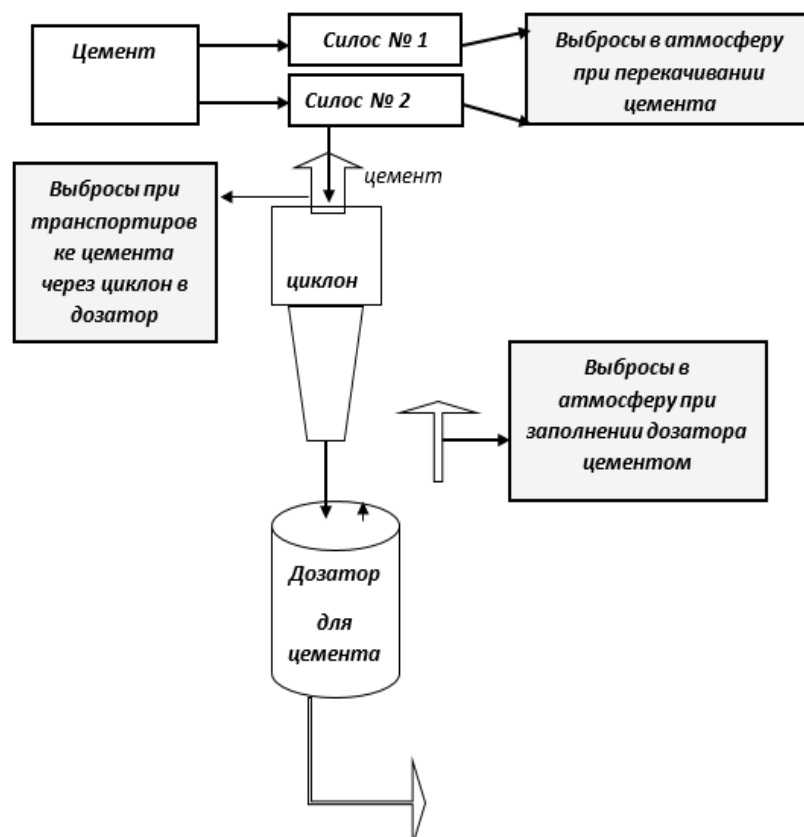 Цемент
Силос № 1
Силос № 2
Выбросы в атмосферу
при перекачивании
цемента
цемент
Выбросы при
транспортиров
ке цемента
через циклон в
дозатор
циклон
Выбросы в
атмосферу при
заполнении дозатора
цементом
Дозатор
для
цемента